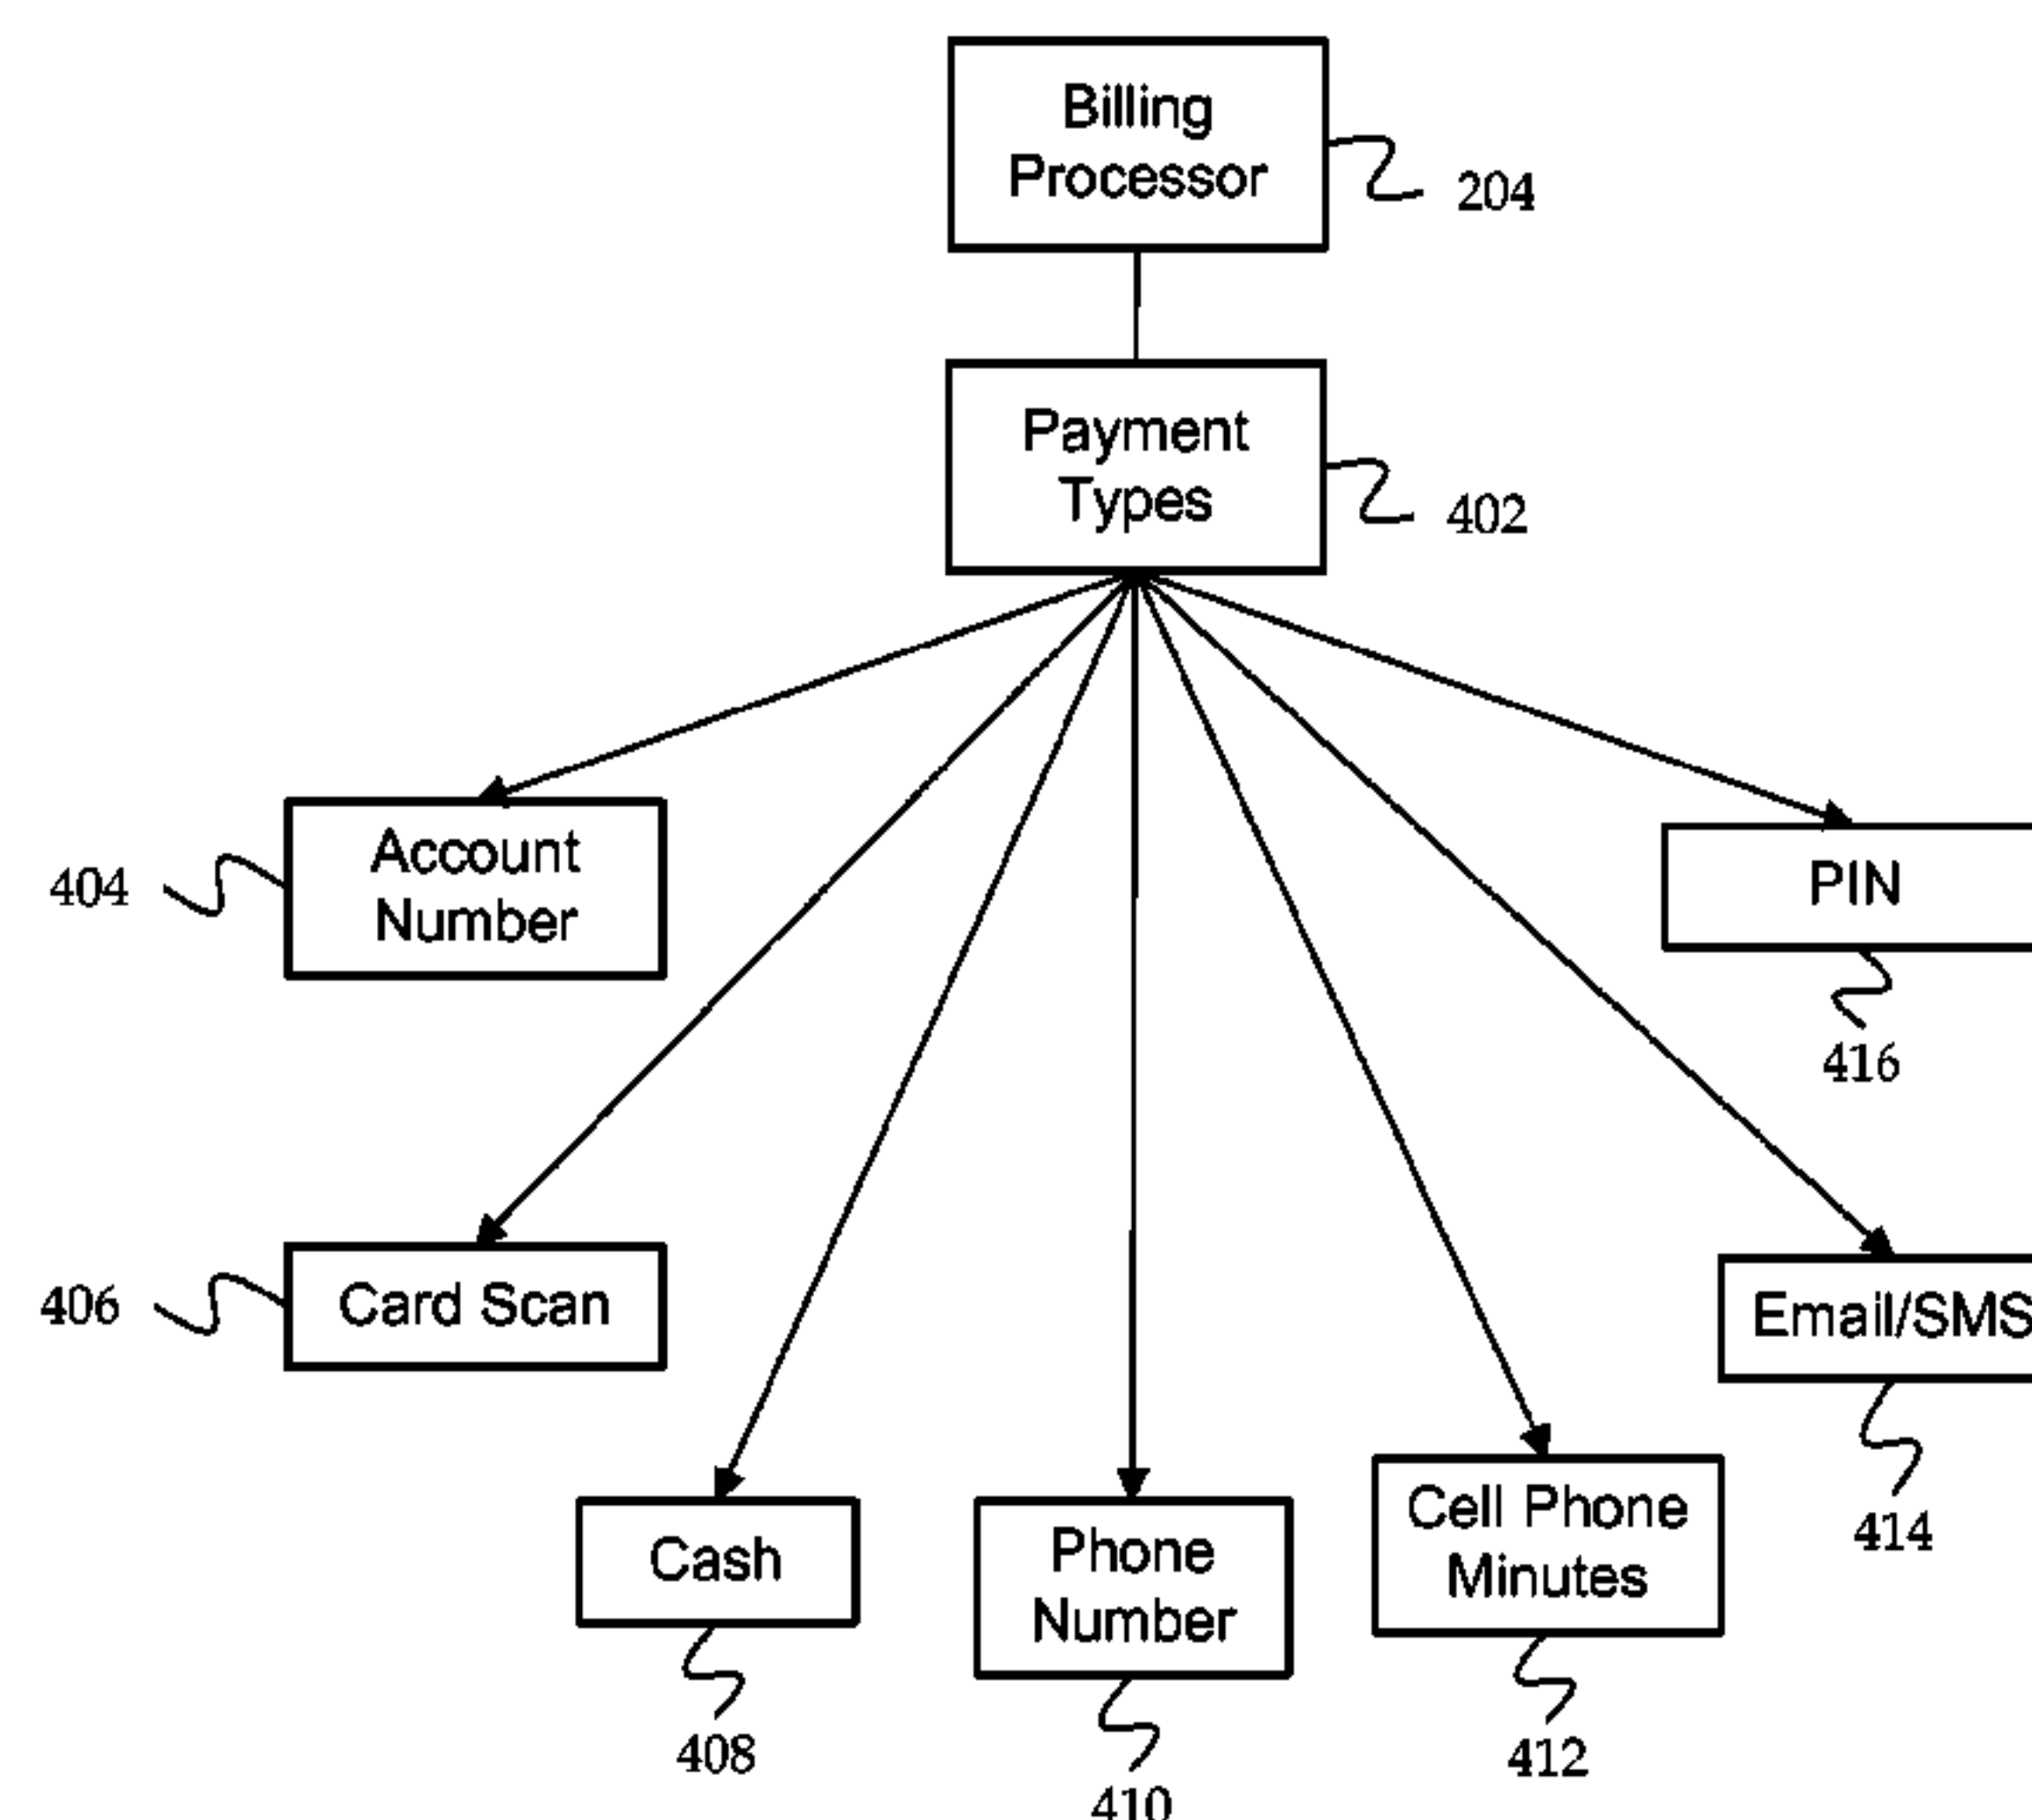 Billing
Processor
204
Payment
Types
402
Account
Number
404
PIN
416
Card Scan
406
Email/SMS
414
Cash
408
Phone
Number
410
Cell Phone
Minutes
412